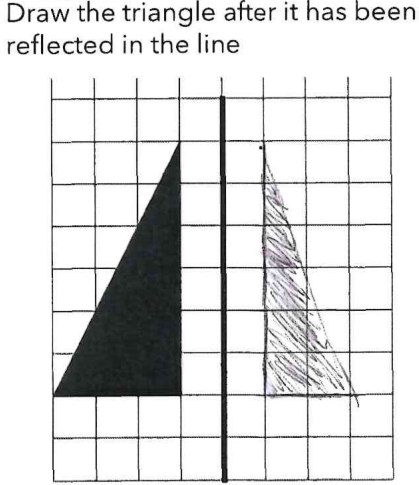 Draw the triangle after it has been
reflected in the line